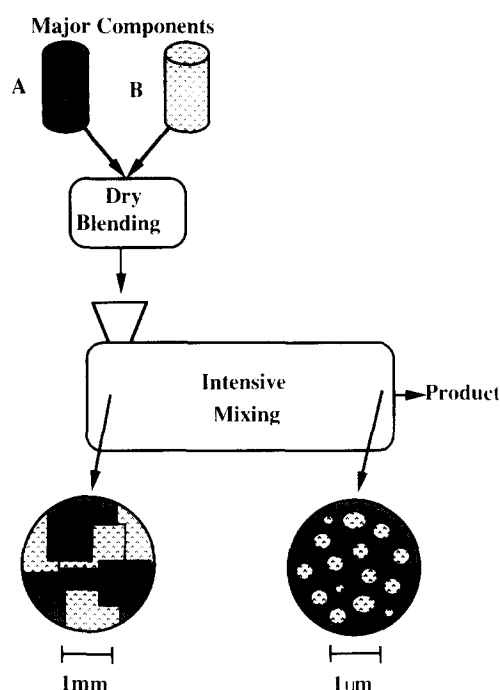 Major Components
A
B
Dry
Blending
Intensive
Mixing
Product
1mm
1um